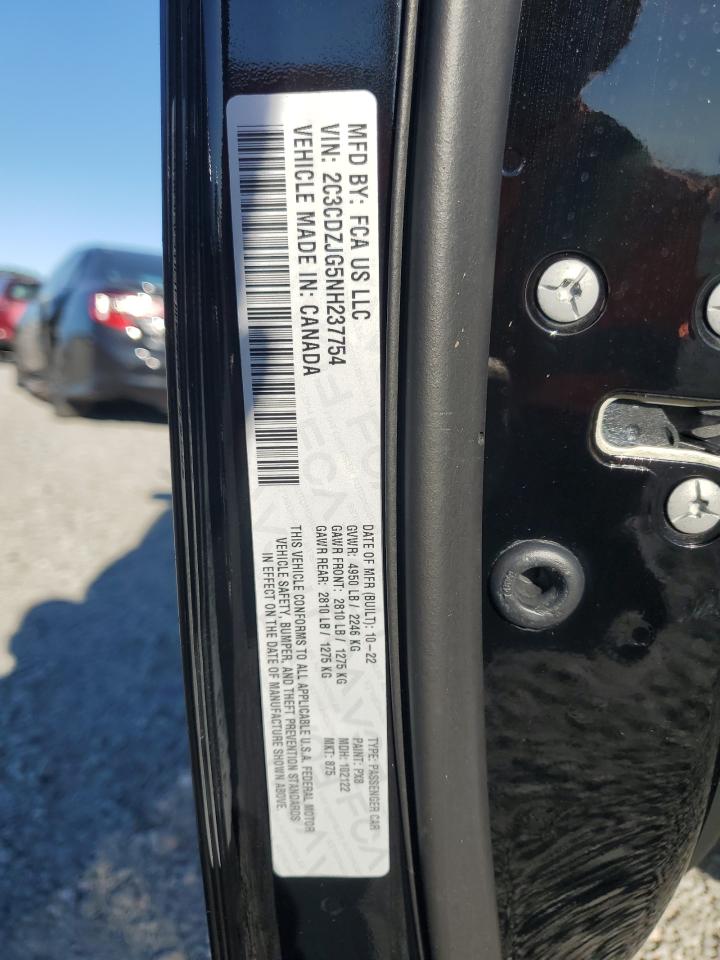 MFD BY: FCA US LLC
VIN: 2C3CDZJG5NH237754
VEHICLE MADE IN: CANADA
DATE OF MFR (BUILT): 10-22
GVWR: 4950 LB / 2246 KG
GAWR FRONT: 2810 LB / 1275 KG
GAWR REAR: 2810 LB / 1275 KG
THIS VEHICLE CONFORMS TO ALL APPLICABLE U.S.A. FEDERAL MOTOR
VEHICLE SAFETY, BUMPER, AND THEFT PREVENTION STANDARDS
IN EFFECT ON THE DATE OF MANUFACTURE SHOWN ABOVE.
TYPE: PASSENGER CAR
PAINT: PX8
MDH: 102122
MKT: 875